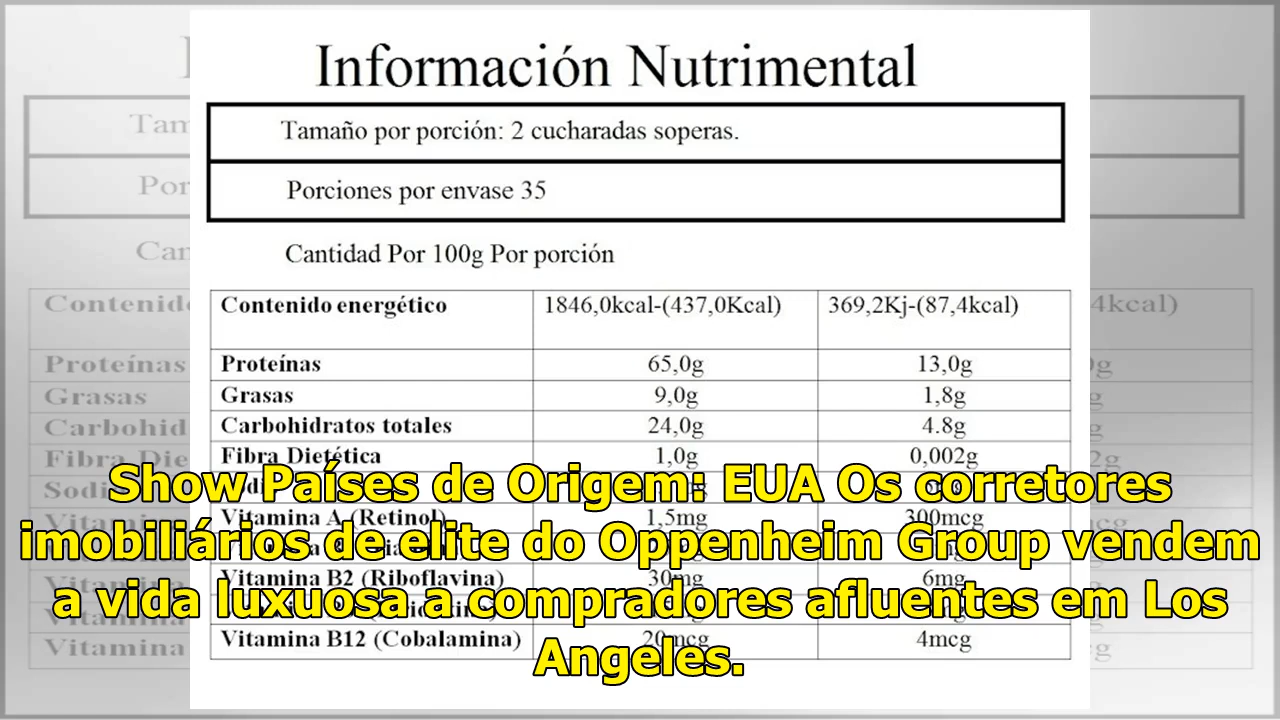 Información Nutrimental
Tamaño por porción: 2 cucharadas soperas.
Porciones por envase 35
Cantidad Por 100g Por porción
Contenido energético 1846,0kcal-(437,0Kcal) 369,2Kj-(87,4kcal)
Proteínas 65,0g 13,0g
Grasas 9,0g 1,8g
Carbohidratos totales 24,0g 4.8g
Fibra Dietética 1,0g 0,002g
Vitamina A (Retinol) 1,5mg 300mcg
Vitamina B2 (Riboflavina) 30mg 6mg
Vitamina B12 (Cobalamina) 20mcg 4mcg
Show Países de Origem: EUA Os corretores
imobiliários de elite do Oppenheim Group vendem
a vida luxuosa a compradores afluentes em Los
Angeles.